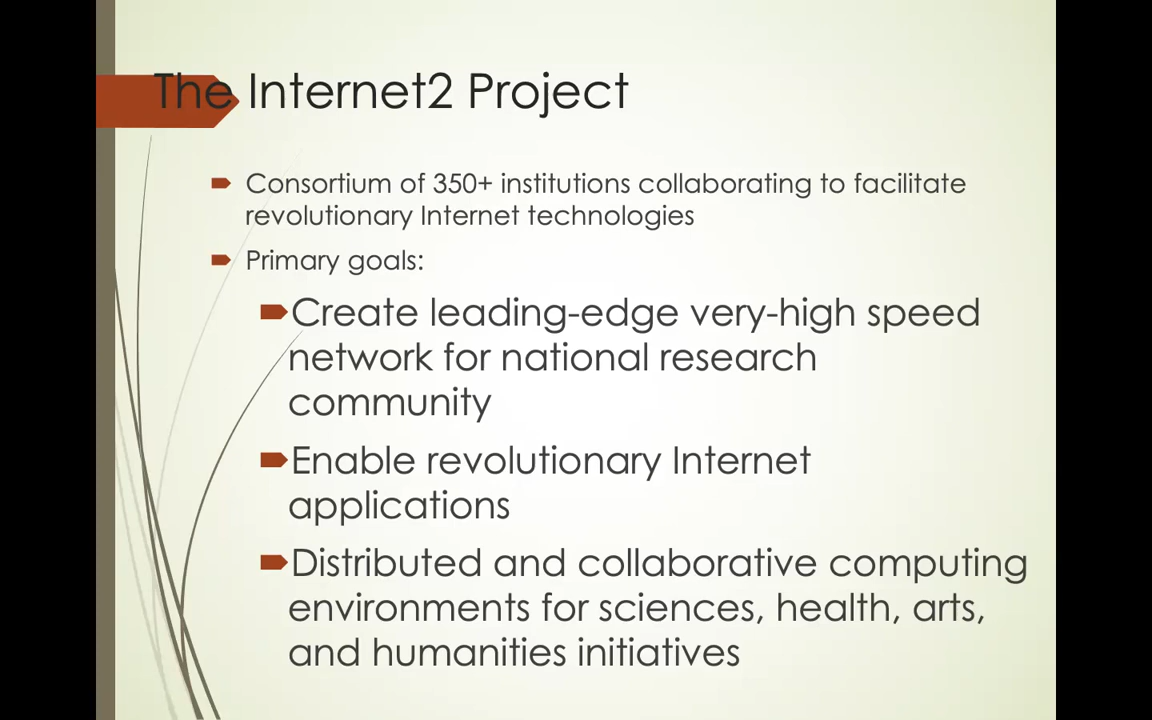 The Internet2 Project
Consortium of 350+ institutions collaborating to facilitate
revolutionary Internet technologies
Primary goals:
Create leading-edge very-high speed
network for national research
community
Enable revolutionary Internet
applications
Distributed and collaborative computing
environments for sciences, health, arts,
and humanities initiatives